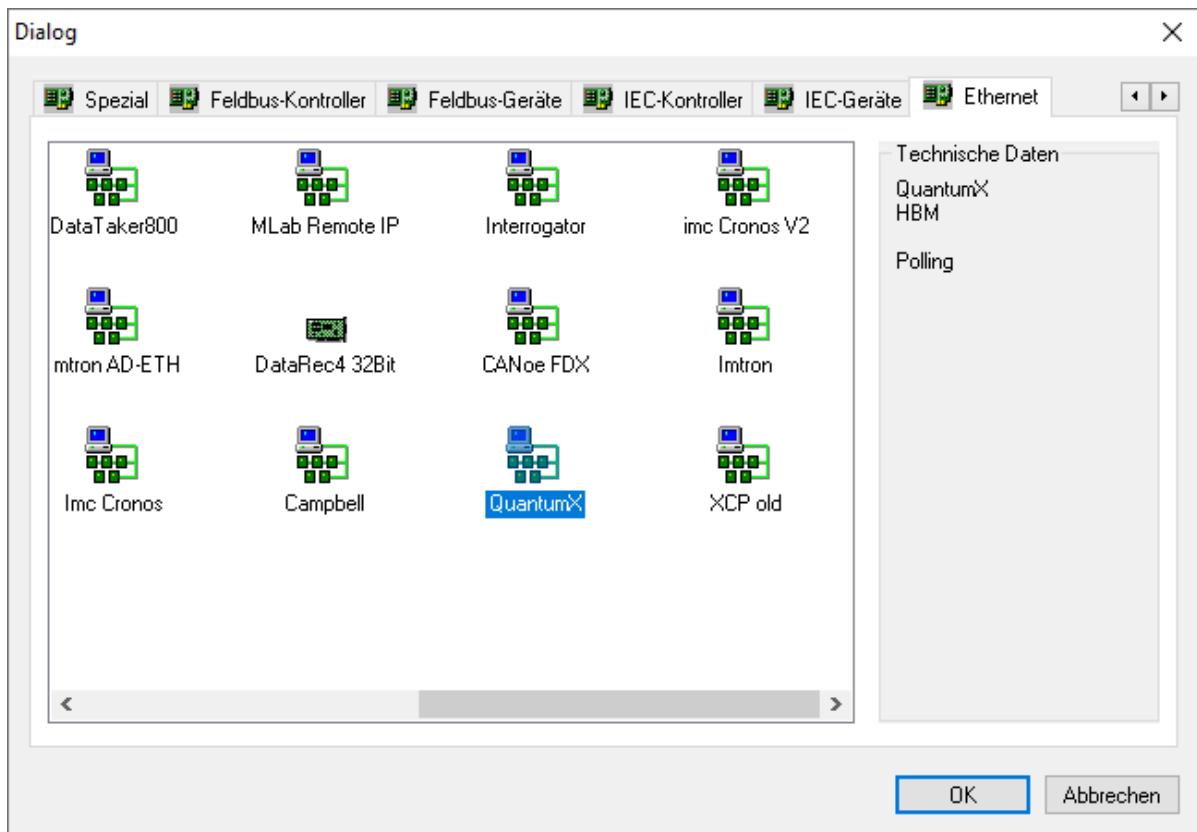 Dialog
Spezial
Feldbus-Kontroller
Feldbus-Geräte
IEC-Kontroller
IEC-Geräte
Ethernet
DataTaker800
MLab Remote IP
Interrogator
imc Cronos V2
mtron AD-ETH
DataRec4 32Bit
CANoe FDX
Imtron
Imc Cronos
Campbell
QuantumX
XCP old
Technische Daten
QuantumX
HBM
Polling
OK
Abbrechen